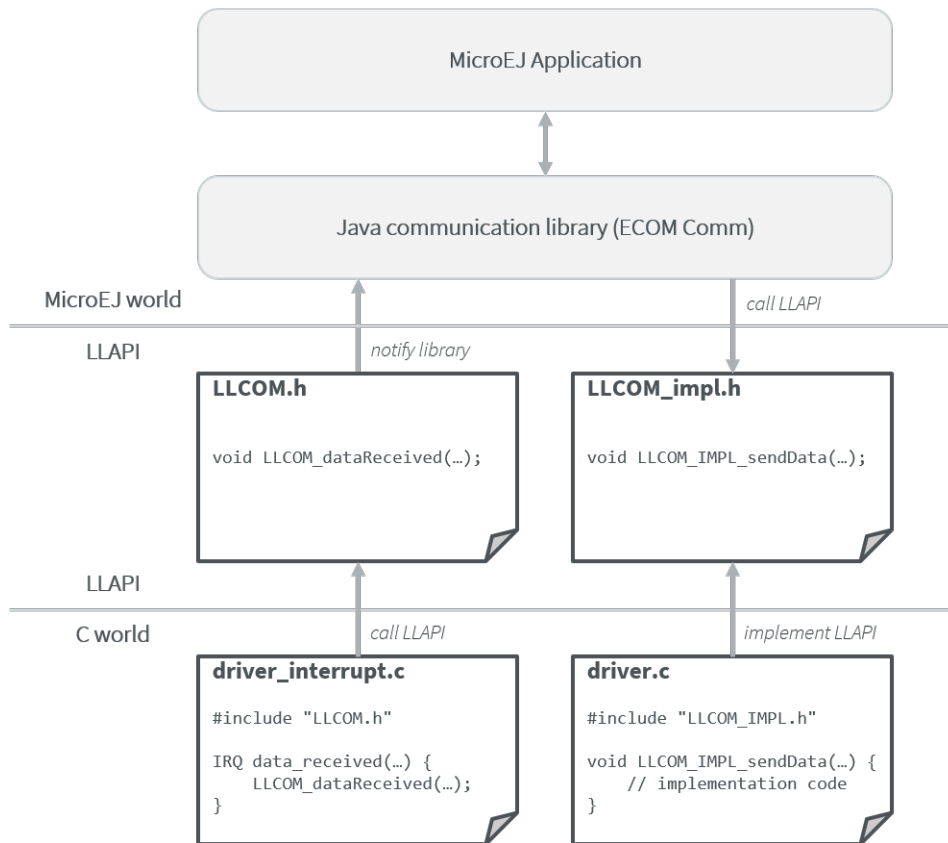 MicroEJ Application
Java communication library (ECOM Comm)
MicroEJ world
call LLAPI
LLAPI
notify library
LLCOM.h
void LLCOM_dataReceived(…);
LLCOM_impl.h
void LLCOM_IMPL_sendData(…);
LLAPI
C world
call LLAPI
implement LLAPI
driver_interrupt.c
#include "LLCOM.h"
IRQ data_received(…) {
    LLCOM_dataReceived(…);
}
driver.c
#include "LLCOM_IMPL.h"
void LLCOM_IMPL_sendData(…) {
    // implementation code
}